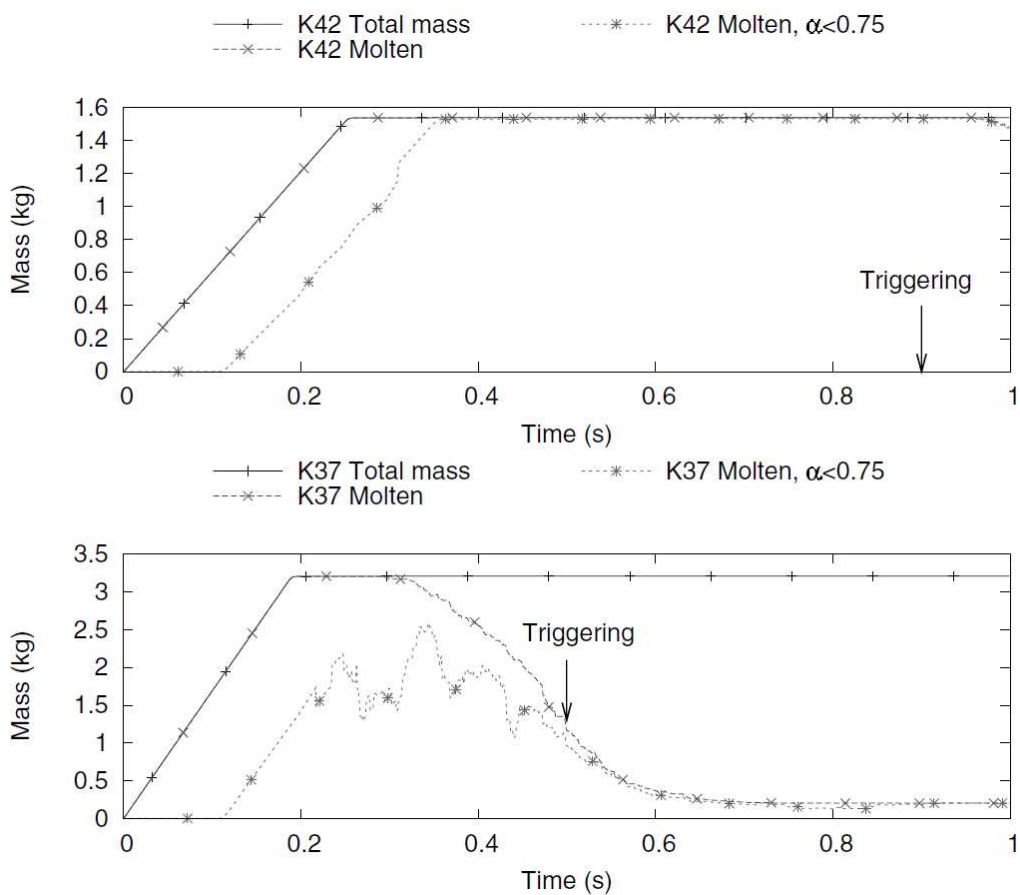 K42 Total mass K42 Molten, α<0.75
K42 Molten
1.6
1.4
1.2
1
0.8
0.6
0.4
0.2
0
Mass (kg)
Triggering
0 0.2 0.4 0.6 0.8 1
Time (s)
K37 Total mass K37 Molten, α<0.75
K37 Molten
3.5
3
2.5
2
1.5
1
0.5
0
Mass (kg)
Triggering
0 0.2 0.4 0.6 0.8 1
Time (s)